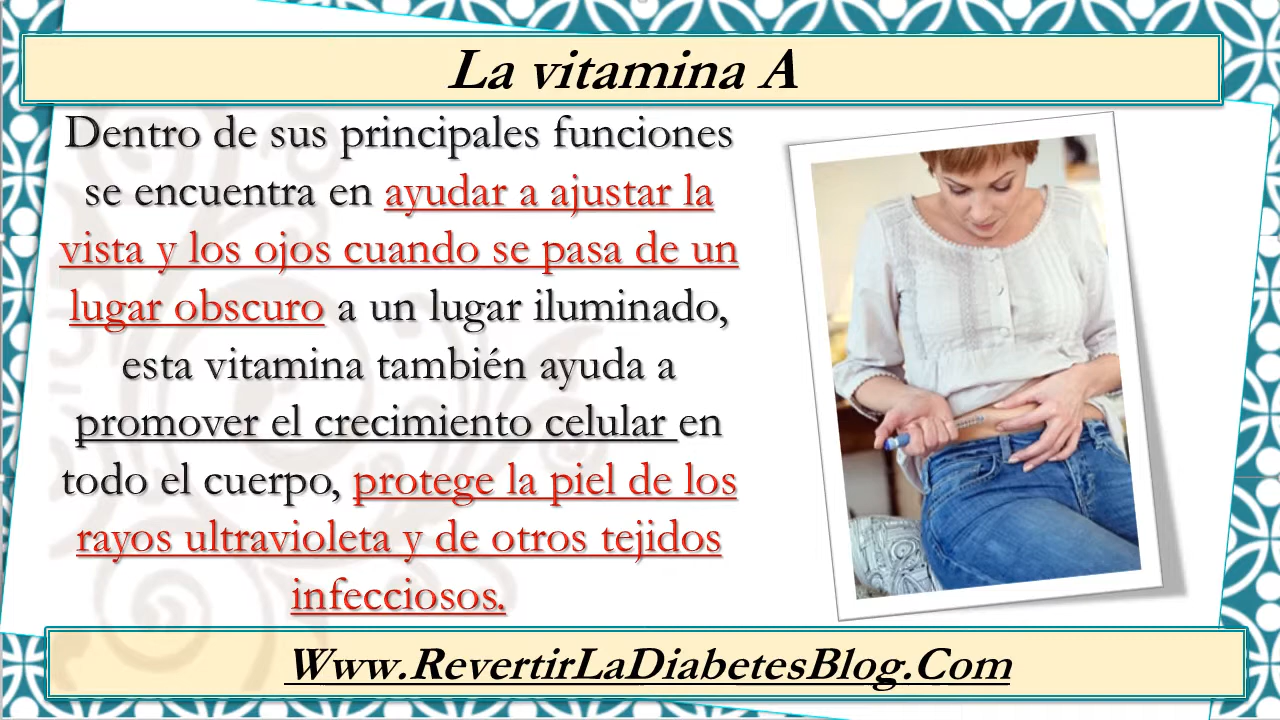 La vitamina A
Dentro de sus principales funciones
se encuentra en ayudar a ajustar la
vista y los ojos cuando se pasa de un
lugar obscuro a un lugar iluminado,
esta vitamina también ayuda a
promover el crecimiento celular en
todo el cuerpo, protege la piel de los
rayos ultravioleta y de otros tejidos
infecciosos.
Www.RevertirLaDiabetesBlog.Com